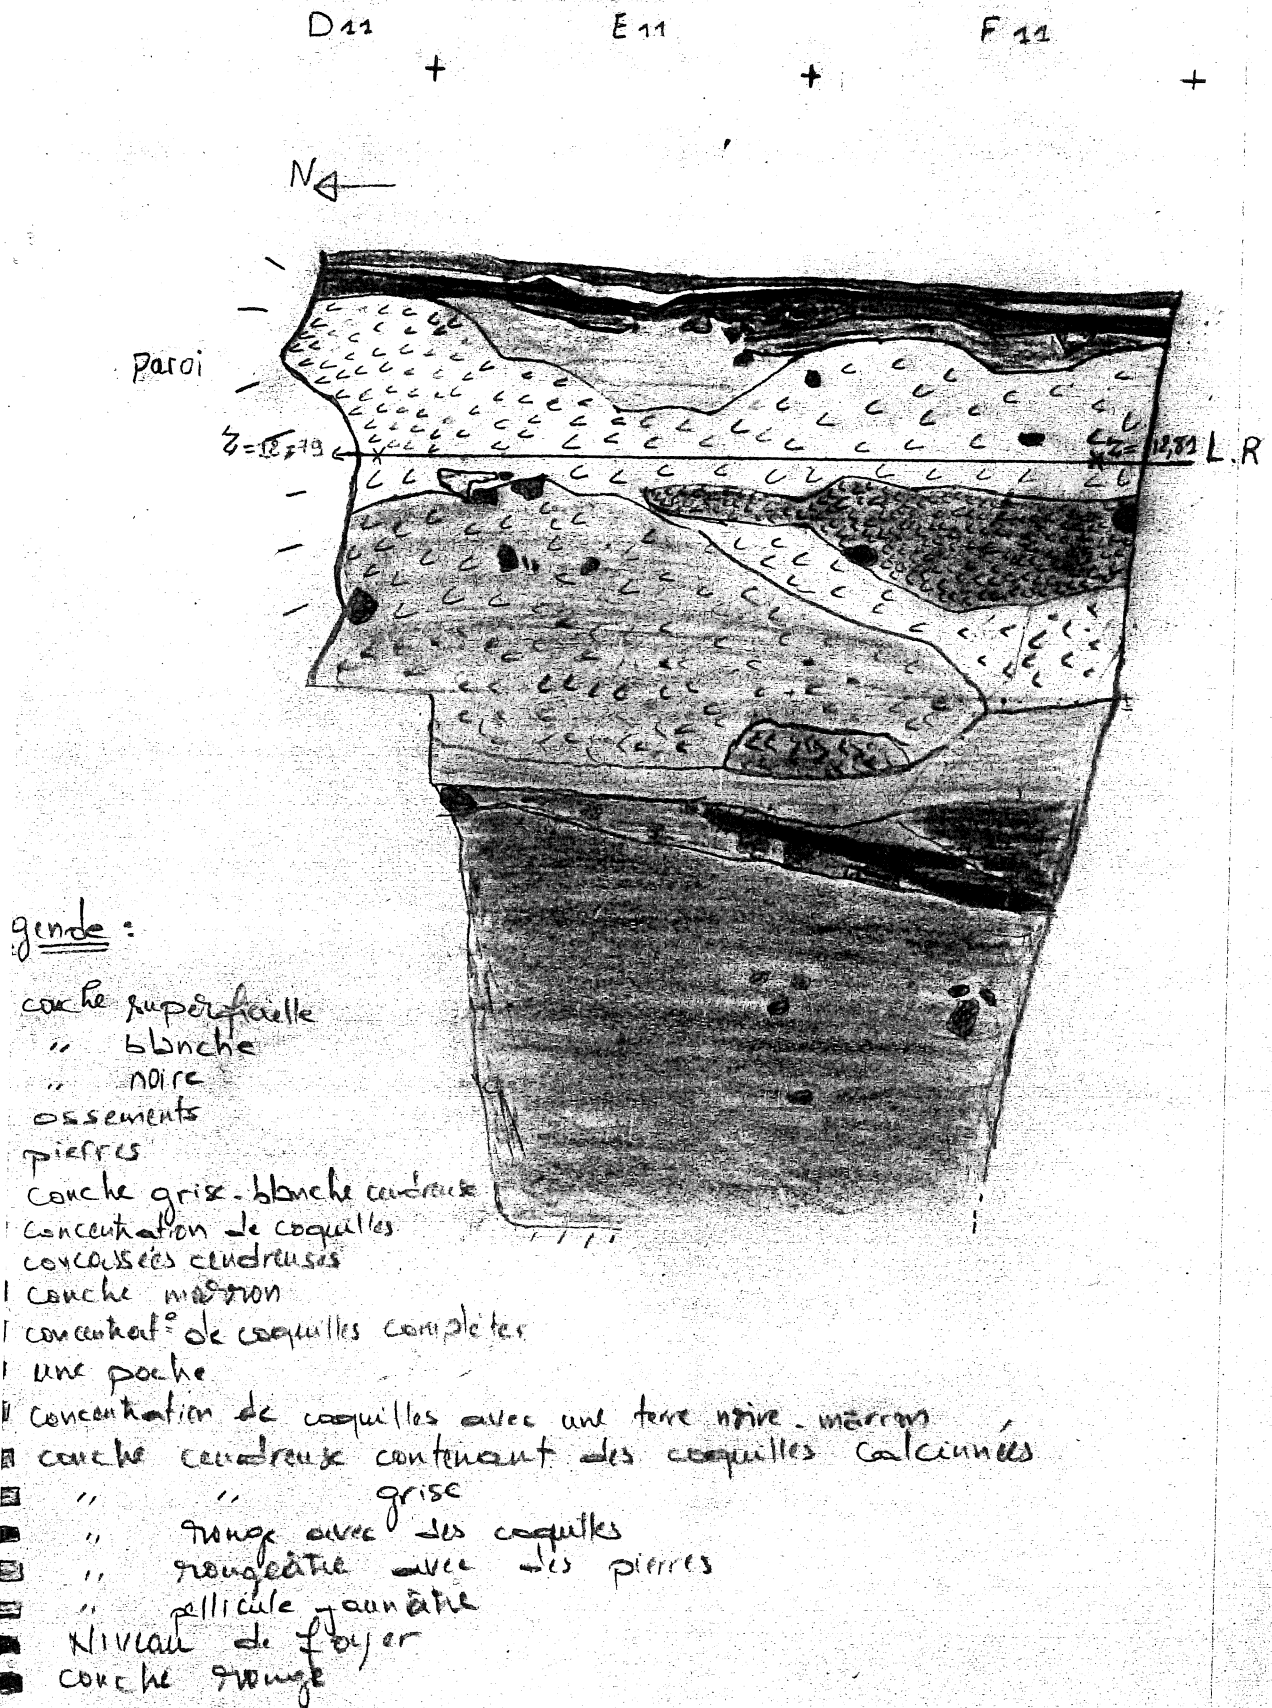 D11 E11 F11
N
paroi
Z=12,79
Z=12,81 L.R
gende :
couche superficielle
" blanche
" noire
ossements
pierres
couche grise-blanche cendreuse
concentration de coquilles
concassées cendreuses
couche marron
concentrat° de coquilles complètes
une poche
concentration de coquilles avec une terre noire-marron
couche cendreuse contenant des coquilles calcinnées
" " grise
" rouge avec des coquilles
" rougeâtre avec des pierres
" pellicule jaunâtre
Niveau de foyer
couche rouge